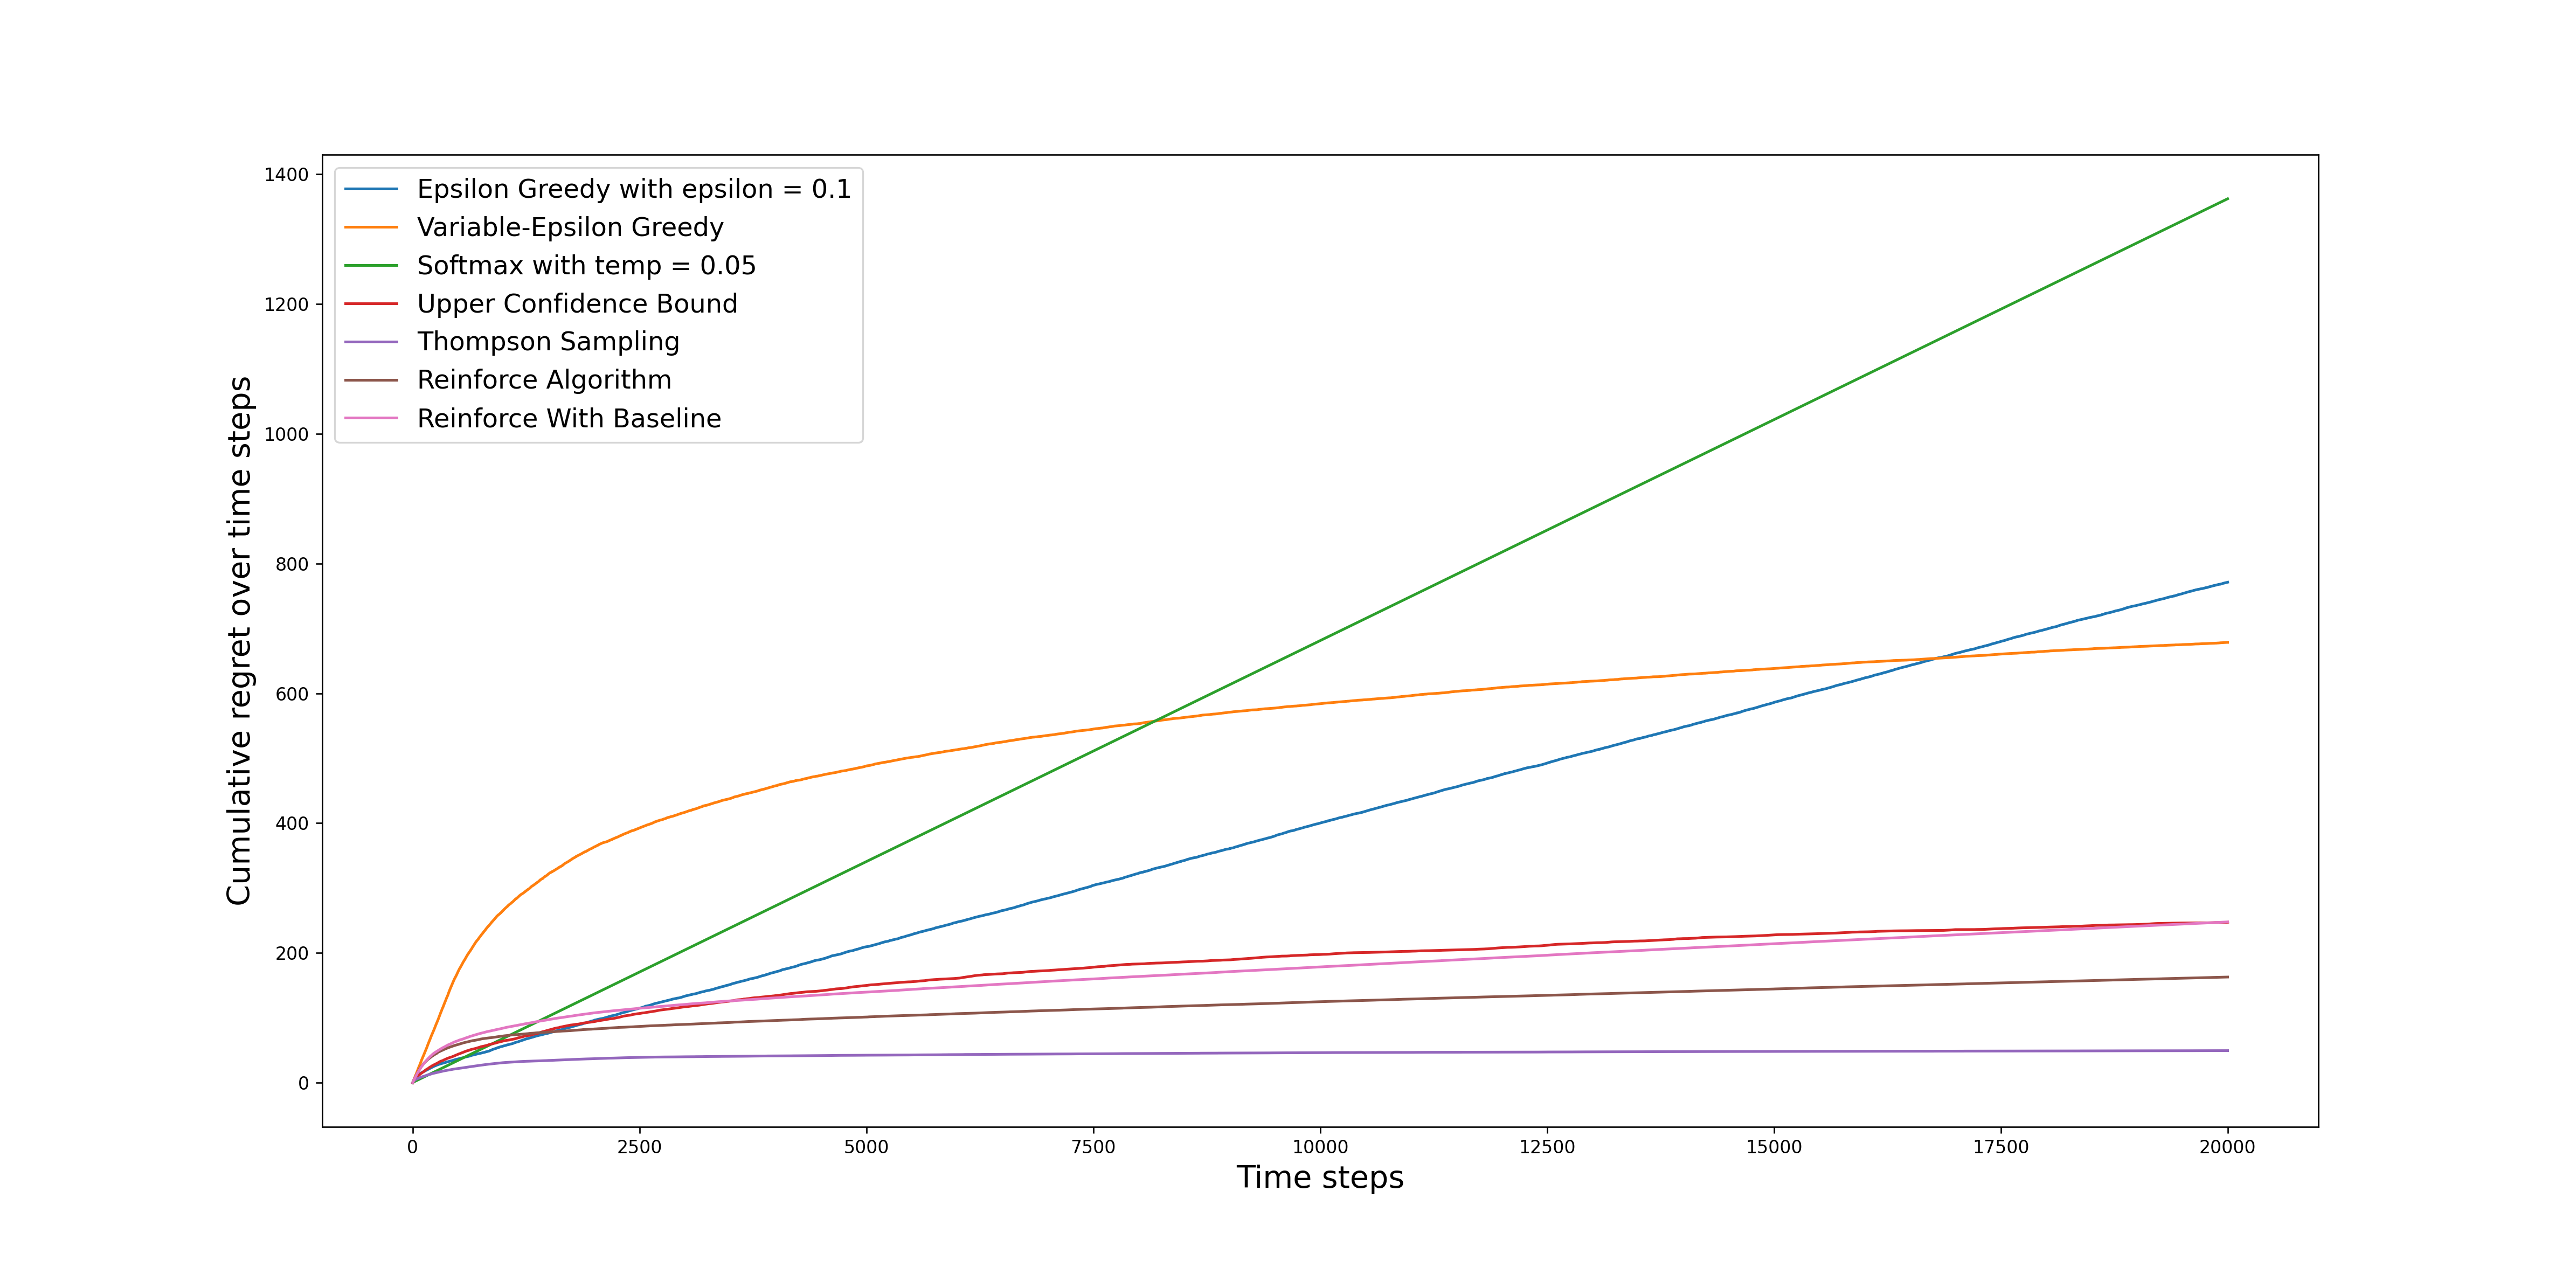 1400
1200
1000
800
600
400
200
0
Cumulative regret over time steps
Epsilon Greedy with epsilon = 0.1
Variable-Epsilon Greedy
Softmax with temp = 0.05
Upper Confidence Bound
Thompson Sampling
Reinforce Algorithm
Reinforce With Baseline
0 2500 5000 7500 10000 12500 15000 17500 20000
Time steps